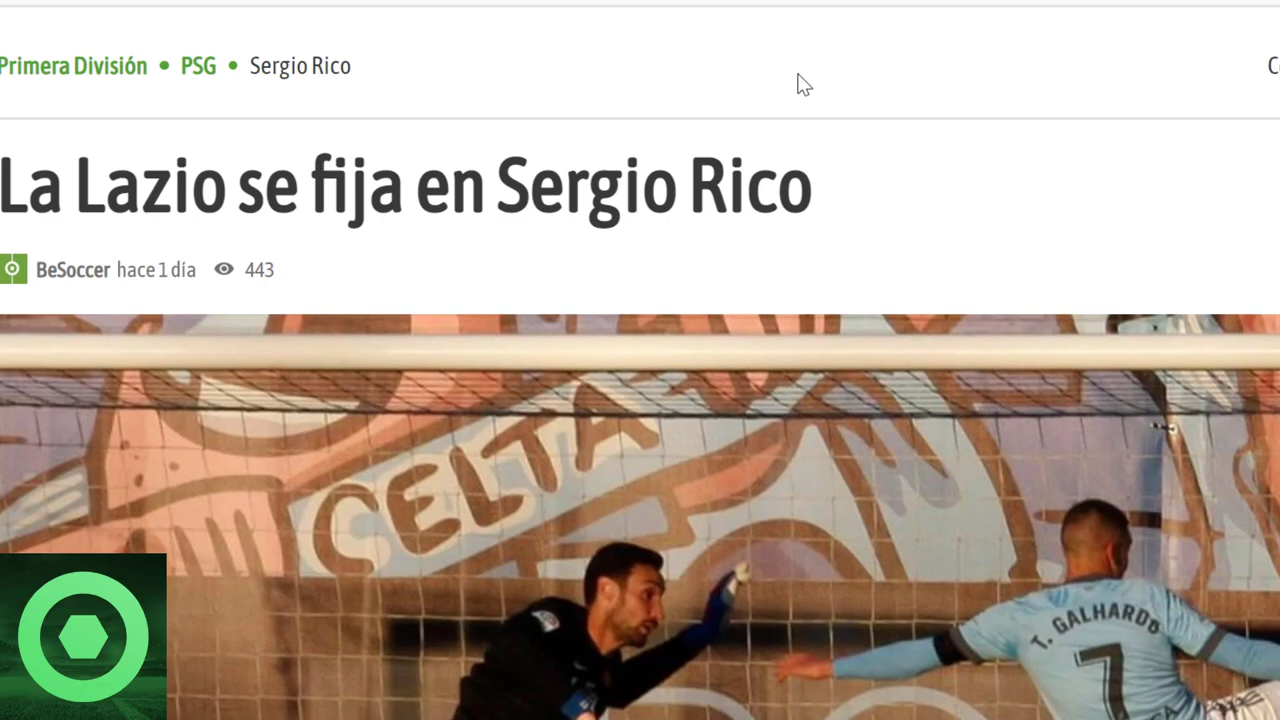 Primera División • PSG • Sergio Rico
La Lazio se fija en Sergio Rico
BeSoccer hace 1 día 443
CELTA
T. GALHARDO
7